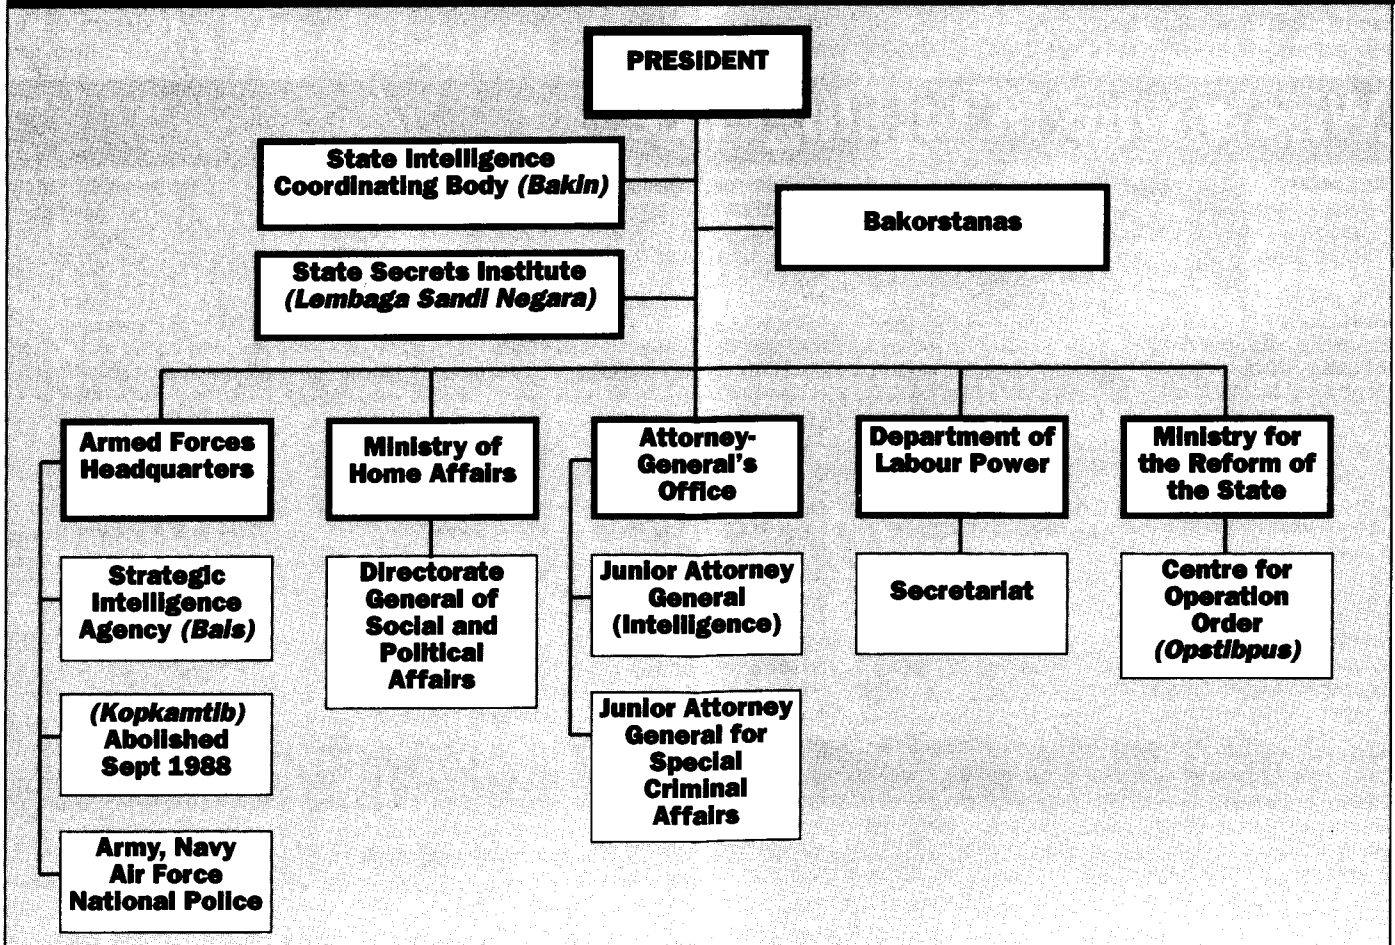 PRESIDENT
State Intelligence
Coordinating Body (Bakin)
Bakorstanas
State Secrets Institute
(Lembaga Sandi Negara)
Armed Forces
Headquarters
Ministry of
Home Affairs
Attorney-
General's
Office
Department of
Labour Power
Ministry for
the Reform of
the State
Strategic
Intelligence
Agency (Bais)
Directorate
General of
Social and
Political
Affairs
Junior Attorney
General
(Intelligence)
Secretariat
Centre for
Operation
Order
(Opstibpus)
(Kopkamtib)
Abolished
Sept 1988
Junior Attorney
General for
Special
Criminal
Affairs
Army, Navy
Air Force
National Police